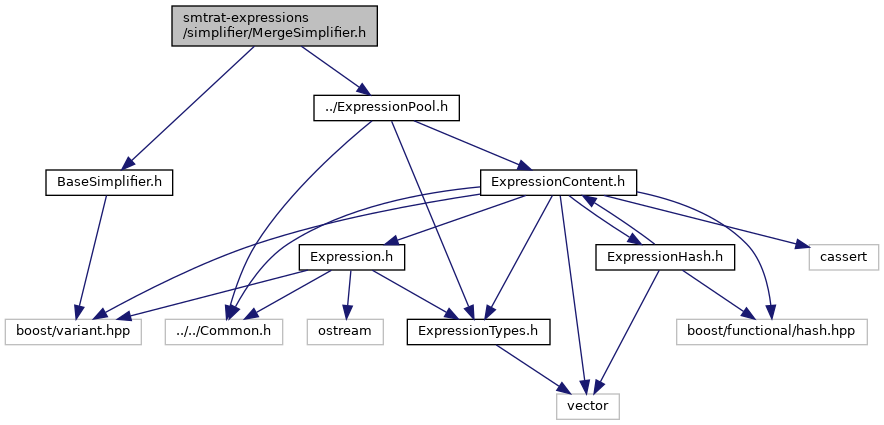 smtrat-expressions
/simplifier/MergeSimplifier.h
../ExpressionPool.h
BaseSimplifier.h
ExpressionContent.h
Expression.h
ExpressionHash.h
cassert
boost/variant.hpp
../../Common.h
ostream
ExpressionTypes.h
boost/functional/hash.hpp
vector